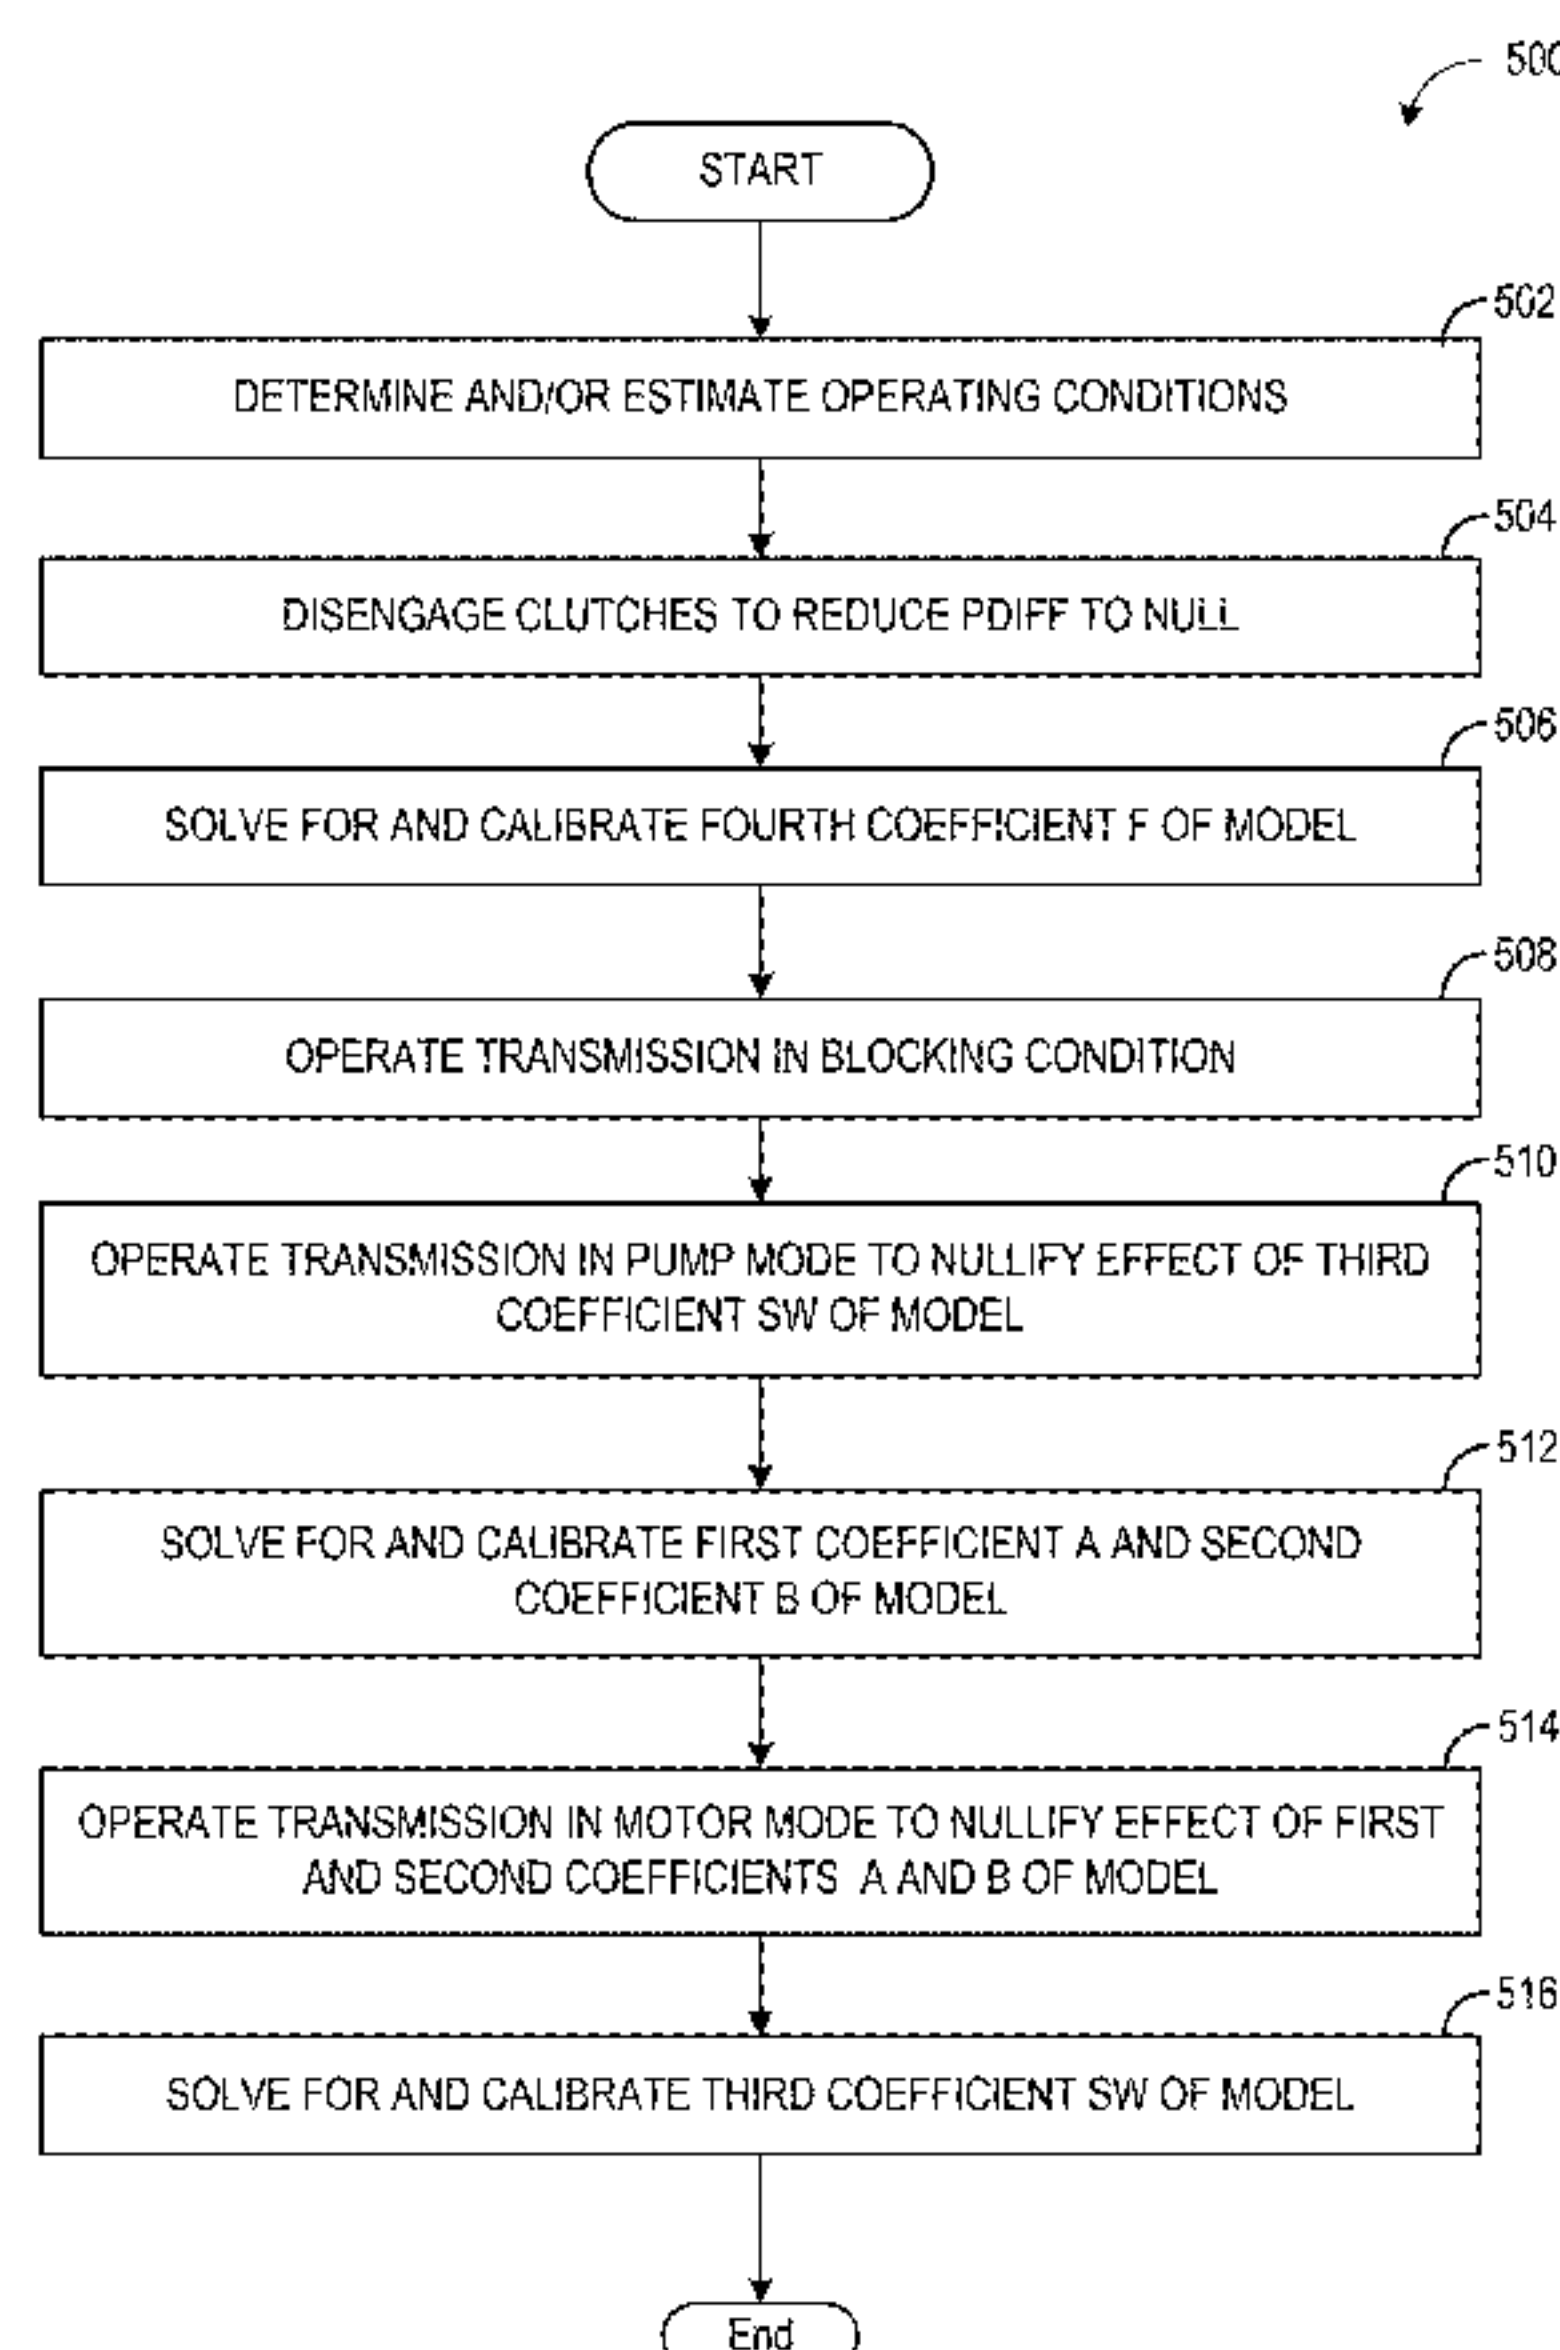 500
START
502
DETERMINE AND/OR ESTIMATE OPERATING CONDITIONS
504
DISENGAGE CLUTCHES TO REDUCE PDIFF TO NULL
506
SOLVE FOR AND CALIBRATE FOURTH COEFFICIENT F OF MODEL
508
OPERATE TRANSMISSION IN BLOCKING CONDITION
510
OPERATE TRANSMISSION IN PUMP MODE TO NULLIFY EFFECT OF THIRD
COEFFICIENT SW OF MODEL
512
SOLVE FOR AND CALIBRATE FIRST COEFFICIENT A AND SECOND
COEFFICIENT B OF MODEL
514
OPERATE TRANSMISSION IN MOTOR MODE TO NULLIFY EFFECT OF FIRST
AND SECOND COEFFICIENTS A AND B OF MODEL
516
SOLVE FOR AND CALIBRATE THIRD COEFFICIENT SW OF MODEL
End